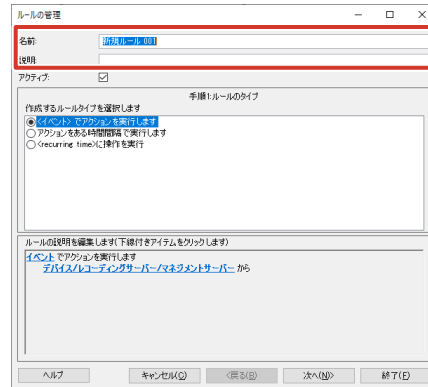 ルールの管理
名前:
新規ルール 001
説明:
アクティブ:
手順1:ルールのタイプ
作成するルールタイプを選択します
<イベント> でアクションを実行します
アクションをある時間間隔で実行します
<recurring time>に操作を実行
ルールの説明を編集します(下線付きアイテムをクリックします)
イベント でアクションを実行します
デバイス/レコーディングサーバー/マネジメントサーバー から
ヘルプ
キャンセル(C)
<戻る(B)
次へ(N)>
終了(F)